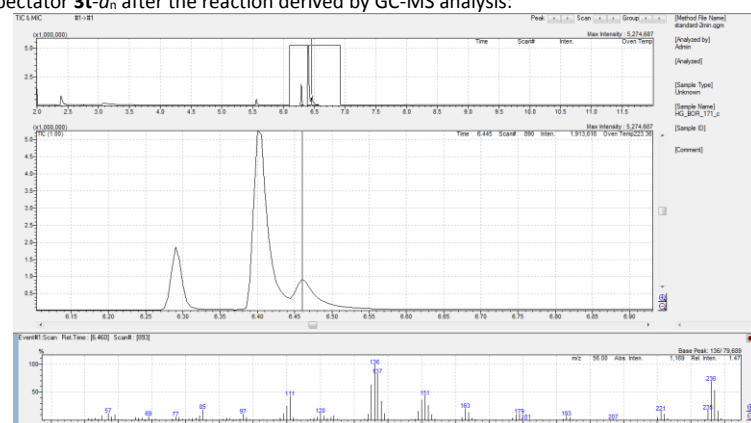 spectator 3t-dn after the reaction derived by GC-MS analysis:
TIC & MIC #1->#1 Peak Scan Group
(x1,000,000) Max Intensity : 5,274,687
Time Scan# Inten. Oven Temp
5.0
2.5
2.0 2.5 3.0 3.5 4.0 4.5 5.0 5.5 6.0 6.5 7.0 7.5 8.0 8.5 9.0 9.5 10.0 10.5 11.0 11.5
[Method File Name]
standard-2min.qgm
[Analyzed by]
Admin
[Analyzed]
[Sample Type]
Unknown
[Sample Name]
HG_BOR_171_c
[Sample ID]
[Comment]
(x1,000,000) Max Intensity : 5,274,687
TIC (1.00) Time 6.445 Scan# 890 Inten. 1,913,616 Oven Temp 223.36
5.0
4.5
4.0
3.5
3.0
2.5
2.0
1.5
1.0
0.5
6.15 6.20 6.25 6.30 6.35 6.40 6.45 6.50 6.55 6.60 6.65 6.70 6.75 6.80 6.85 6.90
Event#1:Scan Ret.Time : [6.460] Scan# : [893]
% Base Peak: 136/79,689
m/z 56.00 Abs. Inten. 1,169 Rel. Inten. 1.47
100
50
57 69 77 85 97 111 120 136 137 151 163 179 181 193 207 221 235 236